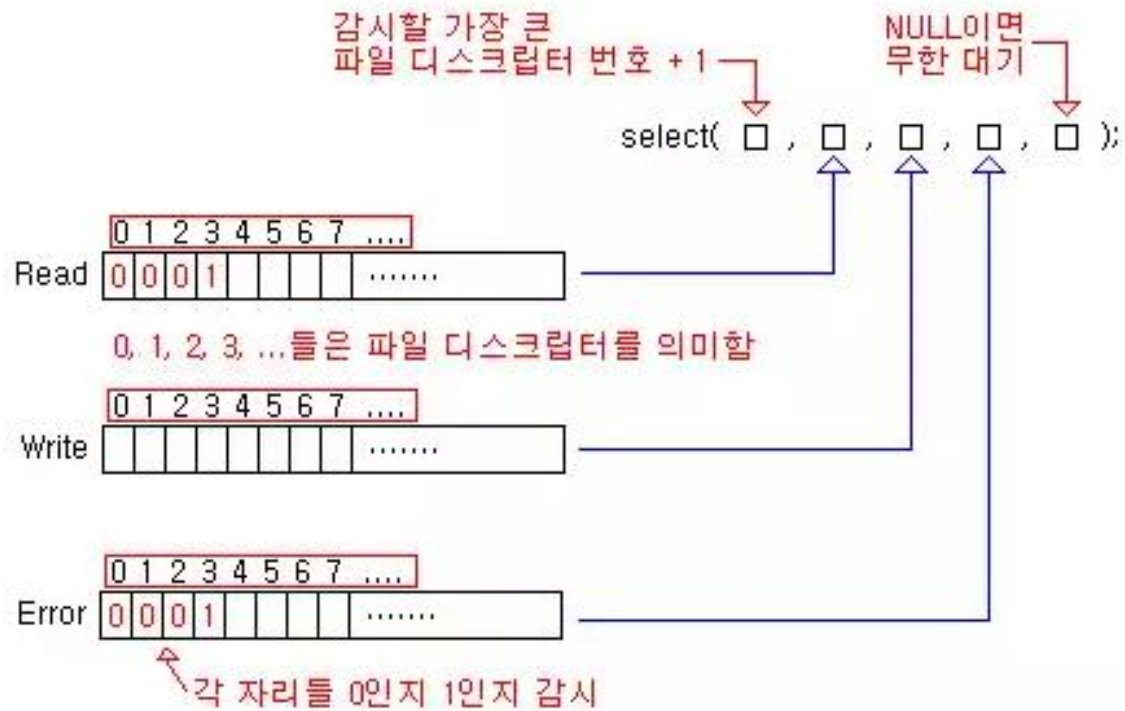 감시할 가장 큰
파일 디스크립터 번호 + 1
NULL이면
무한 대기
select( □ , □ , □ , □ , □ );
0 1 2 3 4 5 6 7 ....
Read 0 0 0 1 .......
0, 1, 2, 3, ...들은 파일 디스크립터를 의미함
0 1 2 3 4 5 6 7 ....
Write .......
0 1 2 3 4 5 6 7 ....
Error 0 0 0 1 .......
각 자리들 0인지 1인지 감시